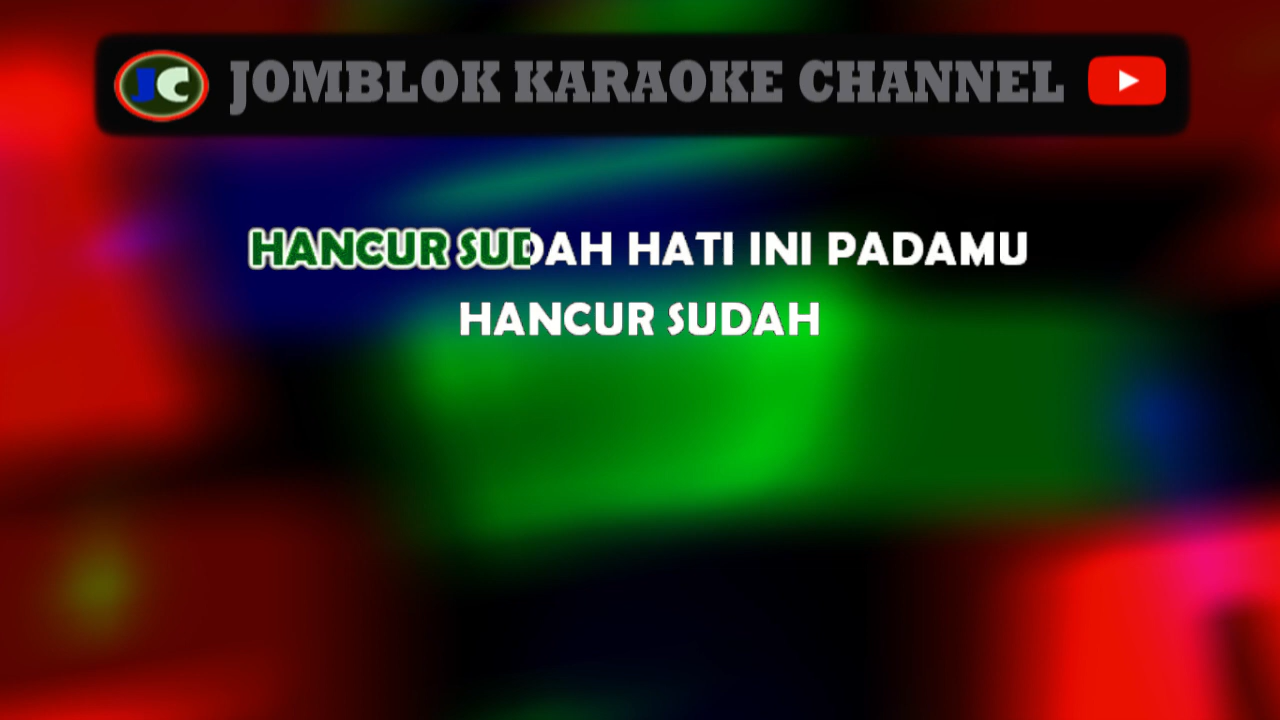 JC JOMBLOK KARAOKE CHANNEL
HANCUR SUDAH HATI INI PADAMU
HANCUR SUDAH